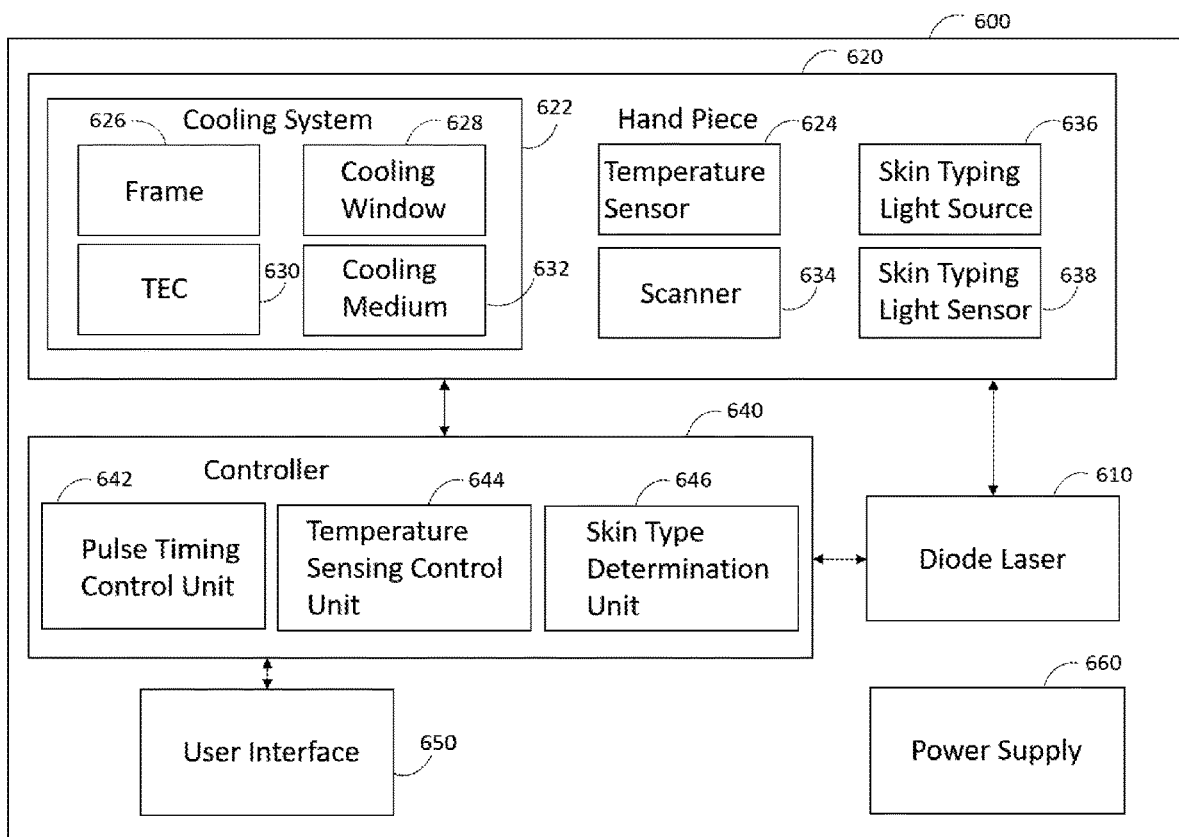 600
620
Cooling System
Hand Piece
626
628
622
624
636
Frame
Cooling
Window
Temperature
Sensor
Skin Typing
Light Source
TEC
630
Cooling
Medium
632
Scanner
634
Skin Typing
Light Sensor
638
640
Controller
642
644
646
610
Pulse Timing
Control Unit
Temperature
Sensing Control
Unit
Skin Type
Determination
Unit
Diode Laser
660
User Interface
650
Power Supply